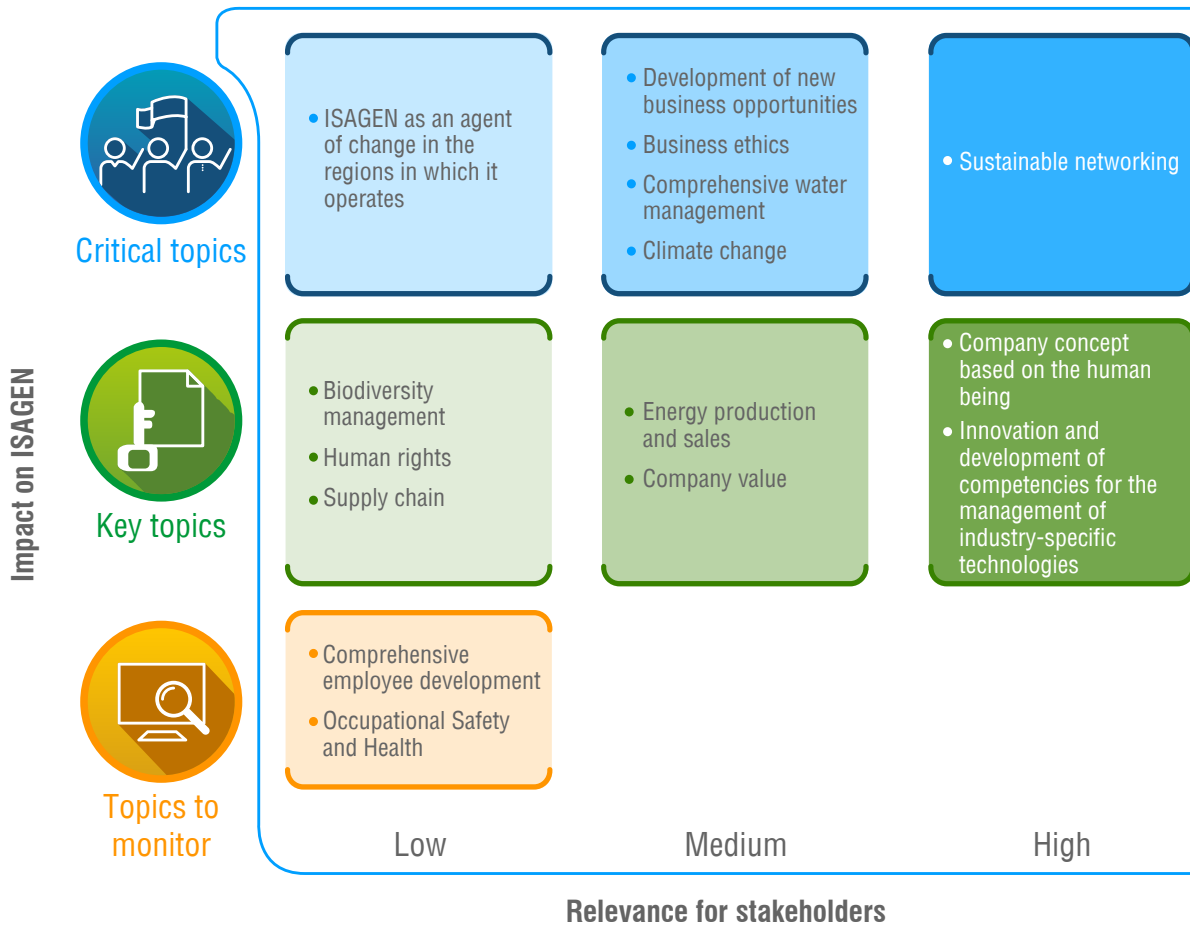 Impact on ISAGEN
Critical topics
• ISAGEN as an agent
of change in the
regions in which it
operates
• Development of new
business opportunities
• Business ethics
• Comprehensive water
management
• Climate change
• Sustainable networking
Key topics
• Biodiversity
management
• Human rights
• Supply chain
• Energy production
and sales
• Company value
• Company concept
based on the human
being
• Innovation and
development of
competencies for the
management of
industry-specific
technologies
Topics to
monitor
• Comprehensive
employee development
• Occupational Safety
and Health
Low
Medium
High
Relevance for stakeholders